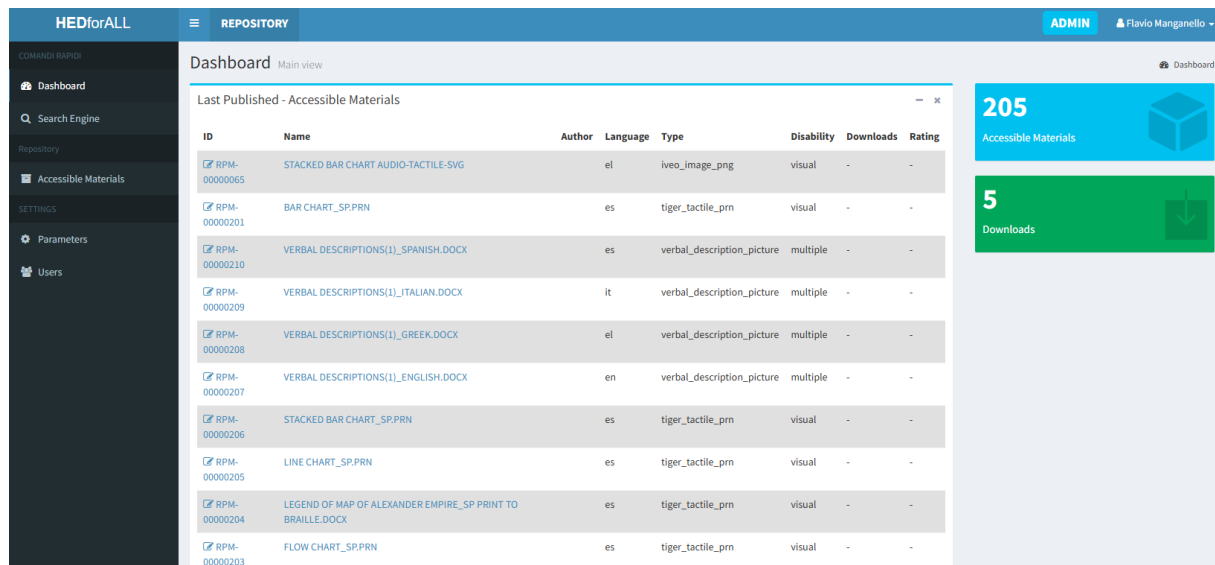 HEDforALL
REPOSITORY
ADMIN
Flavio Manganello
COMANDI RAPIDI
Dashboard
Search Engine
Repository
Accessible Materials
SETTINGS
Parameters
Users
Dashboard Main view
Dashboard
Last Published - Accessible Materials
ID Name Author Language Type Disability Downloads Rating
RPM- STACKED BAR CHART AUDIO-TACTILE-SVG el iveo_image_png visual - -
00000065
RPM- BAR CHART_SP.PRN es tiger_tactile_prn visual - -
00000201
RPM- VERBAL DESCRIPTIONS(1)_SPANISH.DOCX es verbal_description_picture multiple - -
00000210
RPM- VERBAL DESCRIPTIONS(1)_ITALIAN.DOCX it verbal_description_picture multiple - -
00000209
RPM- VERBAL DESCRIPTIONS(1)_GREEK.DOCX el verbal_description_picture multiple - -
00000208
RPM- VERBAL DESCRIPTIONS(1)_ENGLISH.DOCX en verbal_description_picture multiple - -
00000207
RPM- STACKED BAR CHART_SP.PRN es tiger_tactile_prn visual - -
00000206
RPM- LINE CHART_SP.PRN es tiger_tactile_prn visual - -
00000205
RPM- LEGEND OF MAP OF ALEXANDER EMPIRE_SP PRINT TO es tiger_tactile_prn visual - -
00000204 BRAILLE.DOCX
RPM- FLOW CHART_SP.PRN es tiger_tactile_prn visual - -
00000203
205
Accessible Materials
5
Downloads